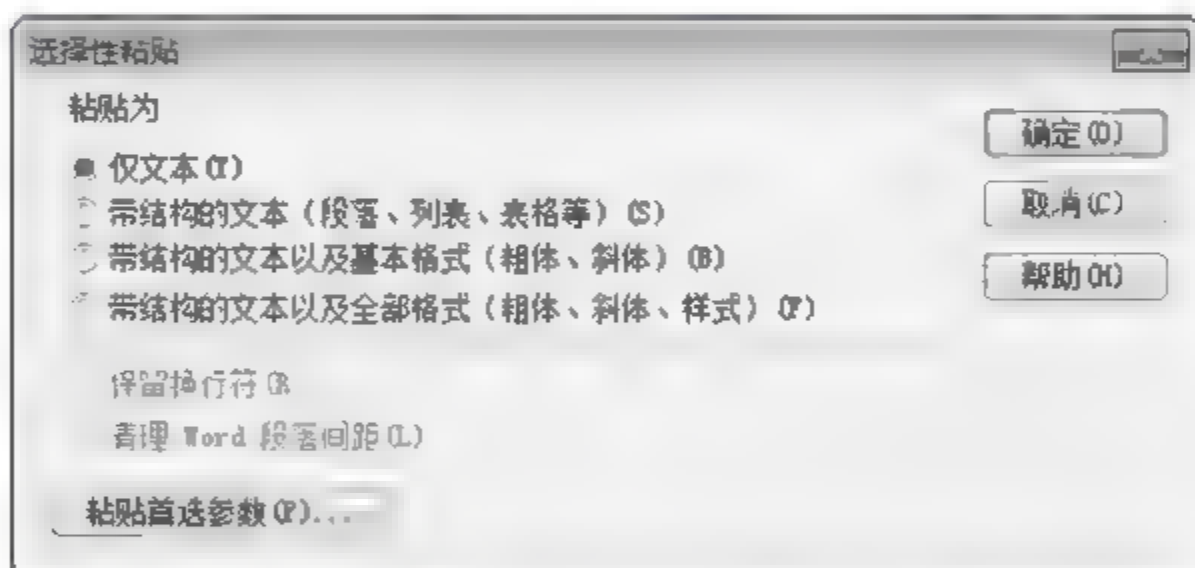 选择性粘贴
粘贴为
仅文本(T)
带结构的文本（段落、列表、表格等）(S)
带结构的文本以及基本格式（粗体、斜体）(B)
带结构的文本以及全部格式（粗体、斜体、样式）(F)
保留换行符(R
清理 Word 段落间距(L)
粘贴首选参数(P)...
确定(O)
取消(C)
帮助(H)